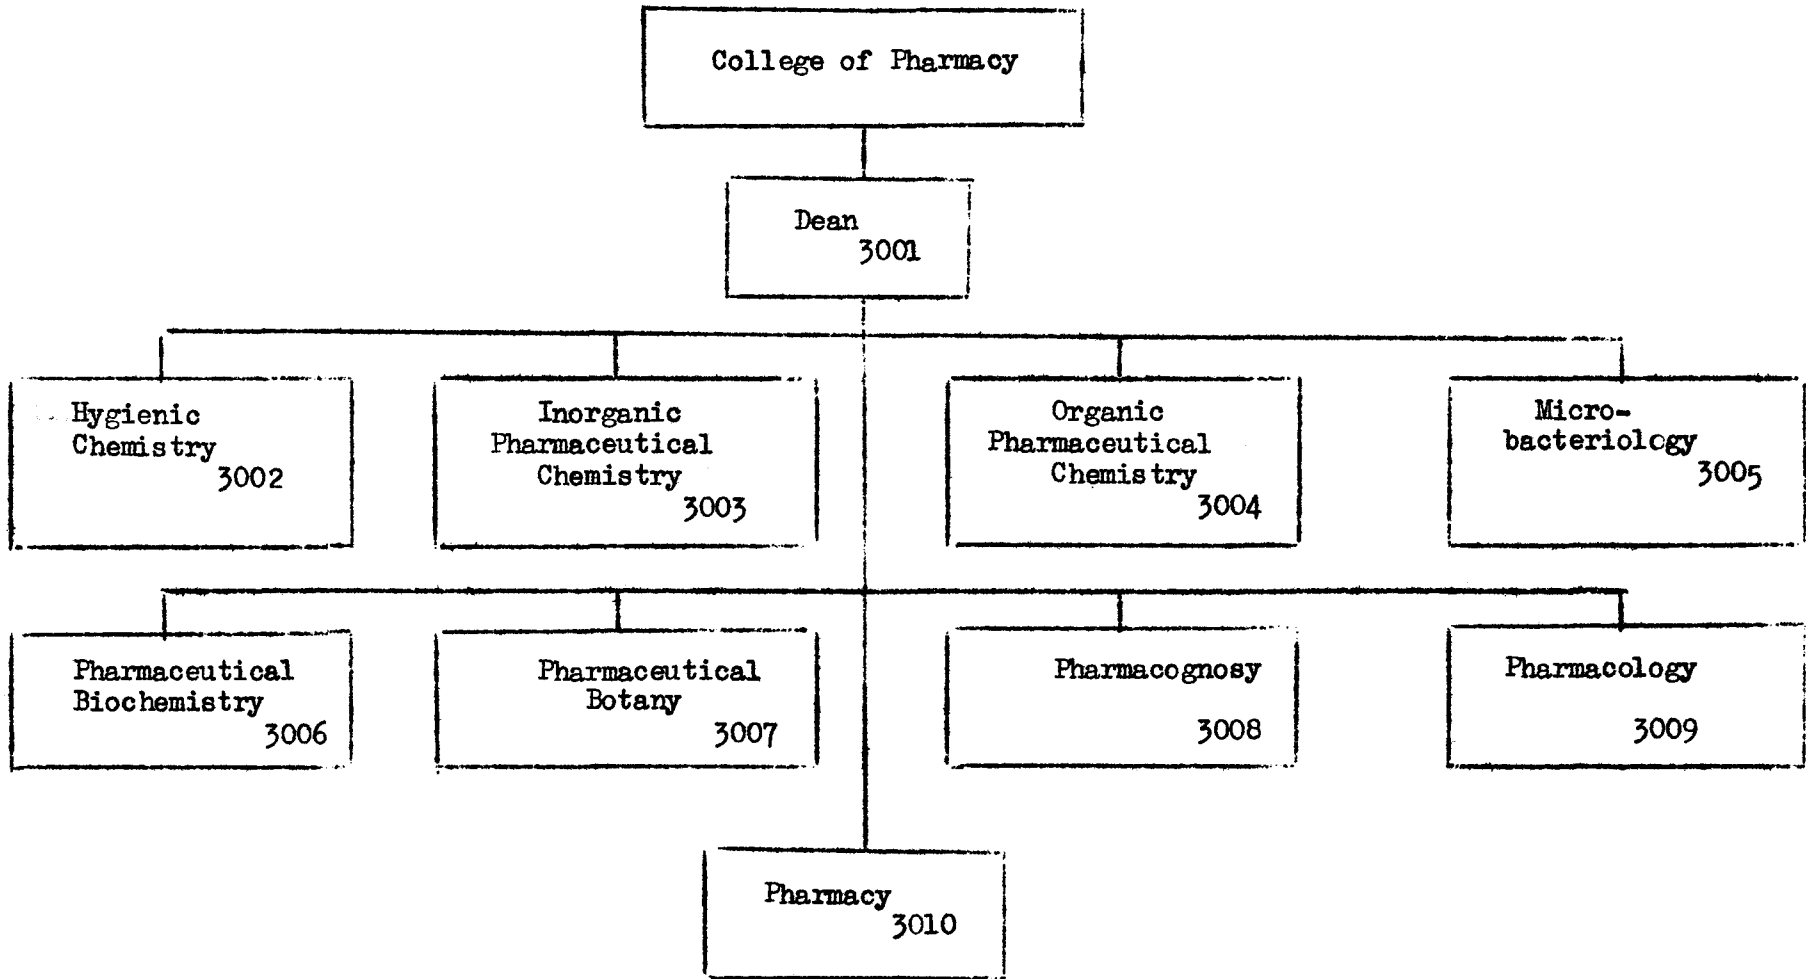 College of Pharmacy
Dean
3001
Hygienic
Chemistry
3002
Inorganic
Pharmaceutical
Chemistry
3003
Organic
Pharmaceutical
Chemistry
3004
Micro-
bacteriology
3005
Pharmaceutical
Biochemistry
3006
Pharmaceutical
Botany
3007
Pharmacognosy
3008
Pharmacology
3009
Pharmacy
3010